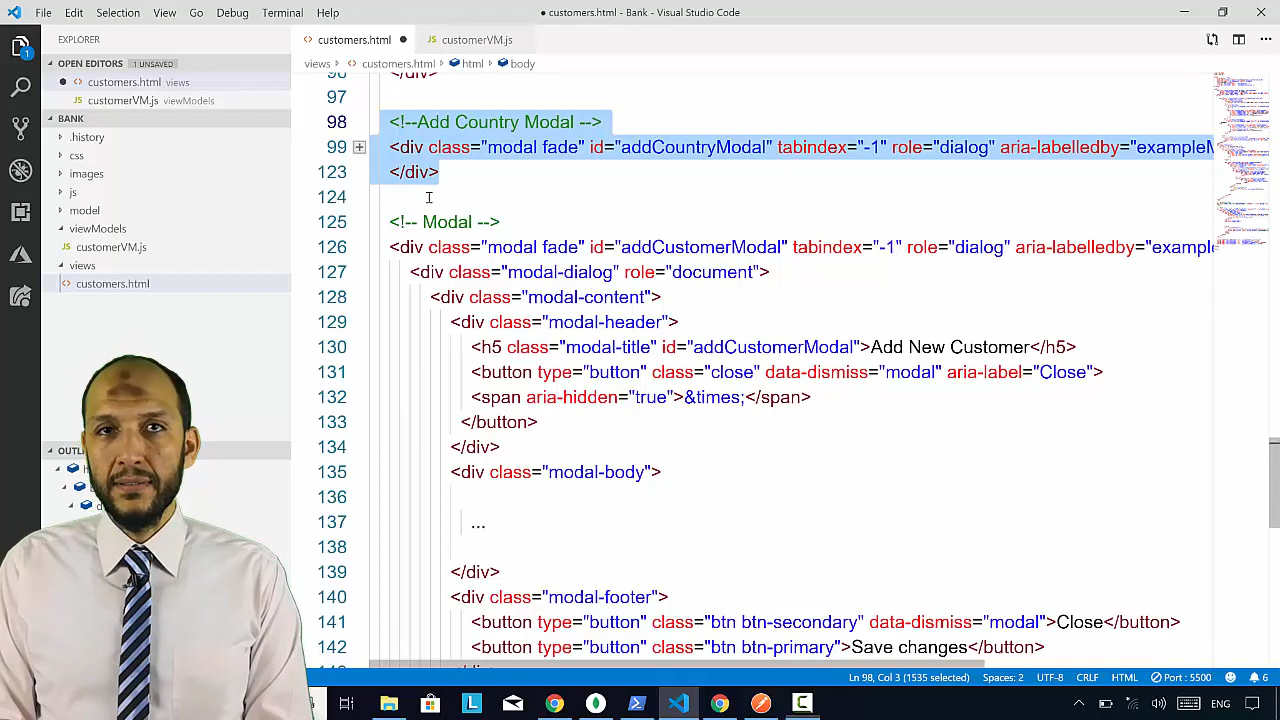 File Edit Selection View Go Debug Terminal Help
● customers.html - Bank - Visual Studio Code
EXPLORER
OPEN EDITORS 1 UNSAVED
customers.html views
customerVM.js viewModels
BANK
.history
css
images
js
model
viewModels
customerVM.js
views
customers.html
customers.html ●
customerVM.js
views > customers.html > html > body
96 </div>
97
98 <!--Add Country Modal -->
99 <div class="modal fade" id="addCountryModal" tabindex="-1" role="dialog" aria-labelledby="exampleM
123 </div>
124
125 <!-- Modal -->
126 <div class="modal fade" id="addCustomerModal" tabindex="-1" role="dialog" aria-labelledby="example
127 <div class="modal-dialog" role="document">
128 <div class="modal-content">
129 <div class="modal-header">
130 <h5 class="modal-title" id="addCustomerModal">Add New Customer</h5>
131 <button type="button" class="close" data-dismiss="modal" aria-label="Close">
132 <span aria-hidden="true">&times;</span>
133 </button>
134 </div>
135 <div class="modal-body">
136
137 ...
138
139 </div>
140 <div class="modal-footer">
141 <button type="button" class="btn btn-secondary" data-dismiss="modal">Close</button>
142 <button type="button" class="btn btn-primary">Save changes</button>
Ln 98, Col 3 (1535 selected) Spaces: 2 UTF-8 CRLF HTML Port : 5500 6
ENG